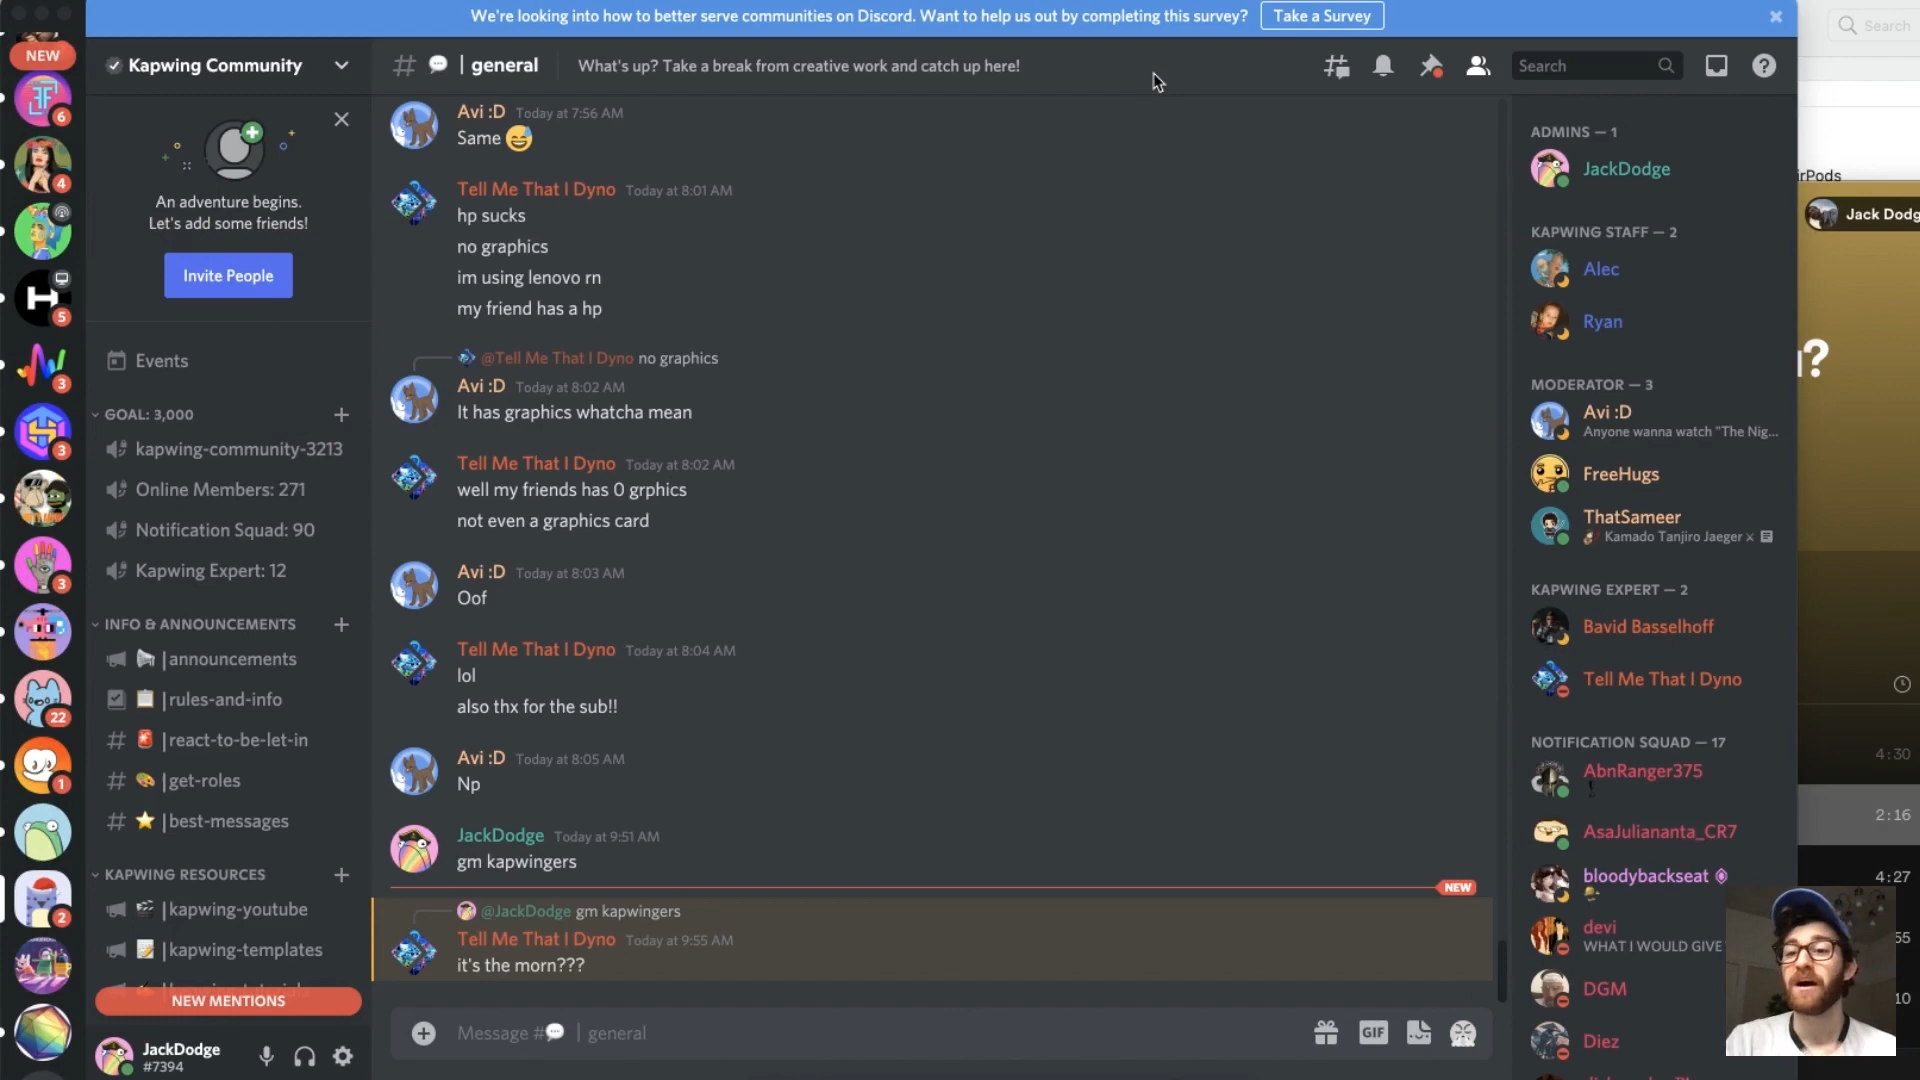 We're looking into how to better serve communities on Discord. Want to help us out by completing this survey?
Take a Survey
Search
NEW
6
4
5
3
3
3
22
1
2
Kapwing Community
An adventure begins.
Let's add some friends!
Invite People
Events
GOAL: 3,000
kapwing-community-3213
Online Members: 271
Notification Squad: 90
Kapwing Expert: 12
INFO & ANNOUNCEMENTS
|announcements
|rules-and-info
|react-to-be-let-in
|get-roles
|best-messages
KAPWING RESOURCES
|kapwing-youtube
|kapwing-templates
NEW MENTIONS
JackDodge
#7394
| general
What's up? Take a break from creative work and catch up here!
Search
Avi :D Today at 7:56 AM
Same
Tell Me That I Dyno Today at 8:01 AM
hp sucks
no graphics
im using lenovo rn
my friend has a hp
@Tell Me That I Dyno no graphics
Avi :D Today at 8:02 AM
It has graphics whatcha mean
Tell Me That I Dyno Today at 8:02 AM
well my friends has 0 grphics
not even a graphics card
Avi :D Today at 8:03 AM
Oof
Tell Me That I Dyno Today at 8:04 AM
lol
also thx for the sub!!
Avi :D Today at 8:05 AM
Np
JackDodge Today at 9:51 AM
gm kapwingers
NEW
@JackDodge gm kapwingers
Tell Me That I Dyno Today at 9:55 AM
it's the morn???
Message # | general
GIF
ADMINS — 1
JackDodge
KAPWING STAFF — 2
Alec
Ryan
MODERATOR — 3
Avi :D
Anyone wanna watch "The Nig...
FreeHugs
ThatSameer
Kamado Tanjiro Jaeger
KAPWING EXPERT — 2
Bavid Basselhoff
Tell Me That I Dyno
NOTIFICATION SQUAD — 17
AbnRanger375
AsaJuliananta_CR7
bloodybackseat
devi
WHAT I WOULD GIVE
DGM
Diez
irPods
Jack Dodg
?
4:30
2:16
4:27
55
10